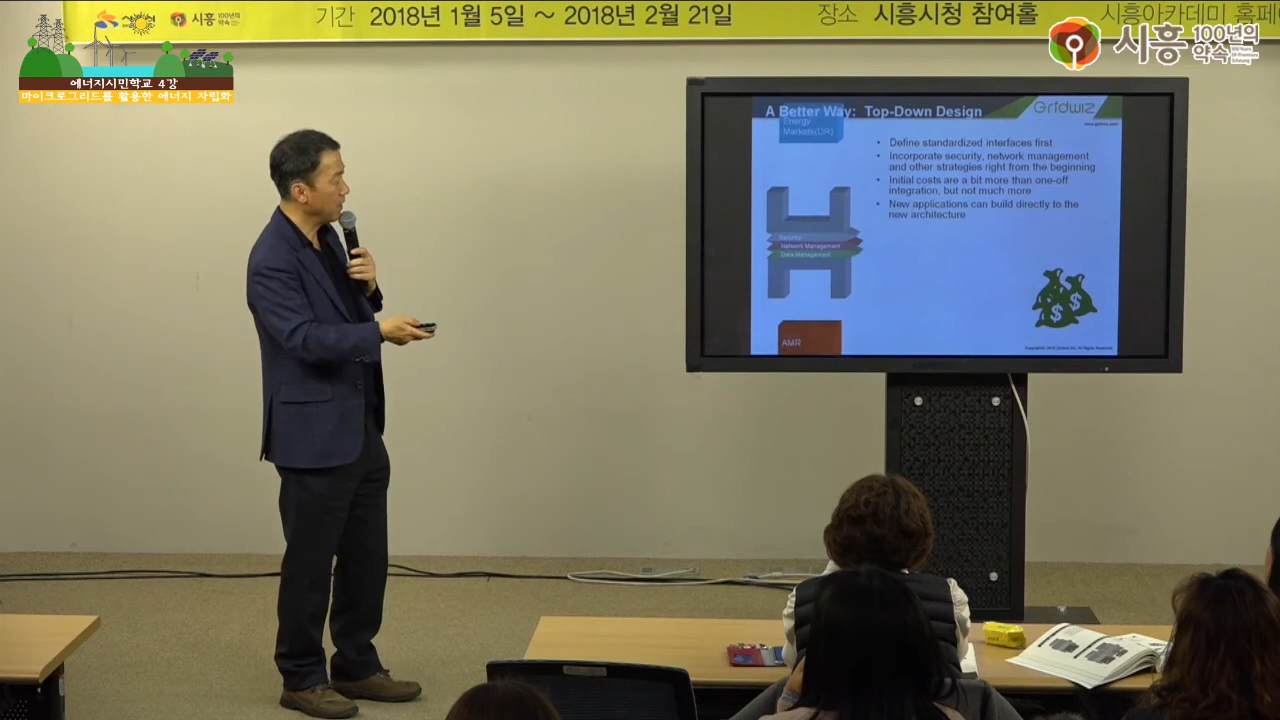 기간 2018년 1월 5일 ~ 2018년 2월 21일
장소 시흥시청 참여홀
시흥아카데미 홈페
시흥 100년의
약속
에너지시민학교 4강
마이크로그리드를 활용한 에너지 자립화
A Better Way: Top-Down Design
Gridwiz
Energy
Markets(DR)
• Define standardized interfaces first
• Incorporate security, network management
and other strategies right from the beginning
• Initial costs are a bit more than one-off
integration, but not much more
• New applications can build directly to the
new architecture
Security
Network Management
Data Management
AMR